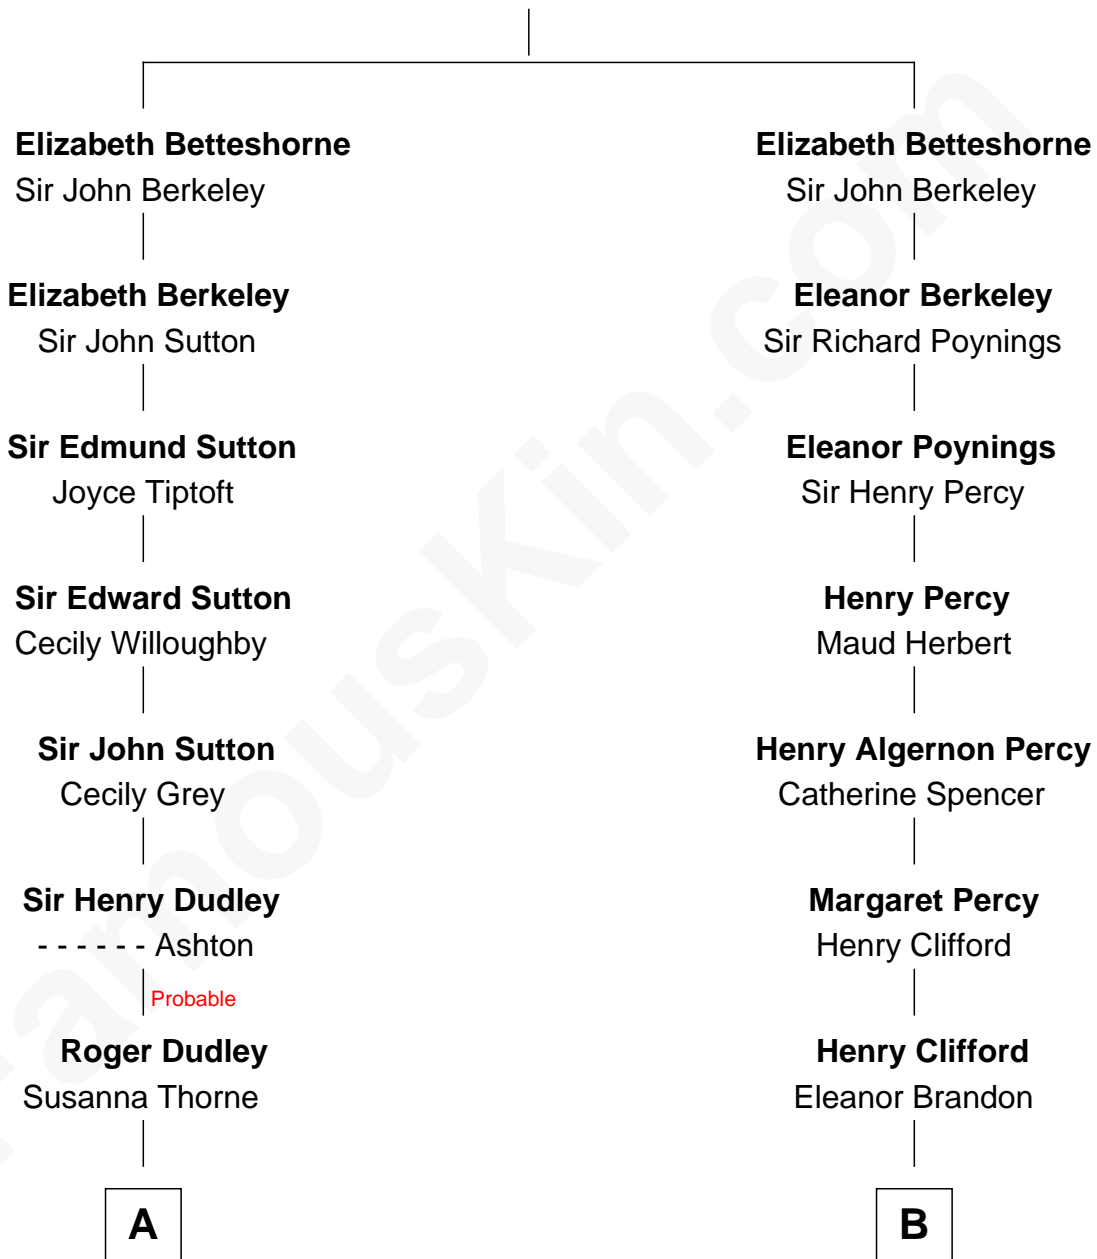 Elizabeth Betteshorne
Sir John Berkeley
Elizabeth Berkeley
Sir John Sutton
Sir Edmund Sutton
Joyce Tiptoft
Sir Edward Sutton
Cecily Willoughby
Sir John Sutton
Cecily Grey
Sir Henry Dudley
- - - - - - Ashton
Probable
Roger Dudley
Susanna Thorne
A
Elizabeth Betteshorne
Sir John Berkeley
Eleanor Berkeley
Sir Richard Poynings
Eleanor Poynings
Sir Henry Percy
Henry Percy
Maud Herbert
Henry Algernon Percy
Catherine Spencer
Margaret Percy
Henry Clifford
Henry Clifford
Eleanor Brandon
B
FamousKin.com